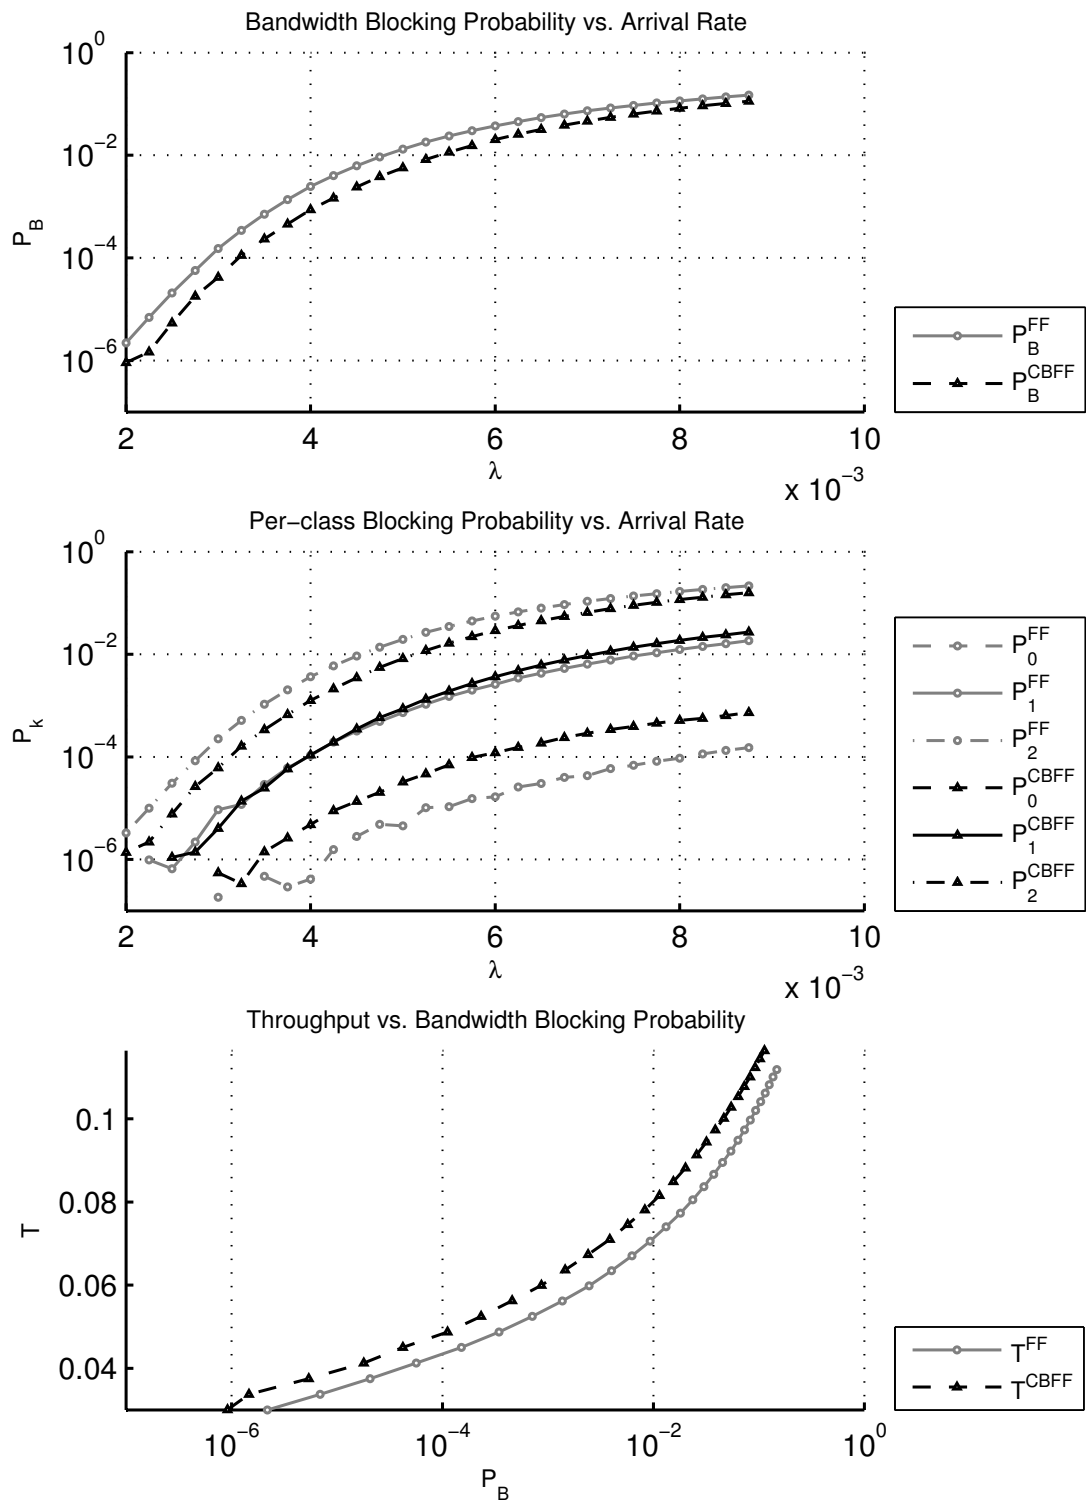 Bandwidth Blocking Probability vs. Arrival Rate
10^0
10^−2
10^−4
10^−6
P_B
2 4 6 8 10
λ
x 10^−3
P_B^FF
P_B^CBFF
Per−class Blocking Probability vs. Arrival Rate
10^0
10^−2
10^−4
10^−6
P_k
2 4 6 8 10
λ
x 10^−3
P_0^FF
P_1^FF
P_2^FF
P_0^CBFF
P_1^CBFF
P_2^CBFF
Throughput vs. Bandwidth Blocking Probability
0.1
0.08
0.06
0.04
T
10^−6 10^−4 10^−2 10^0
P_B
T^FF
T^CBFF